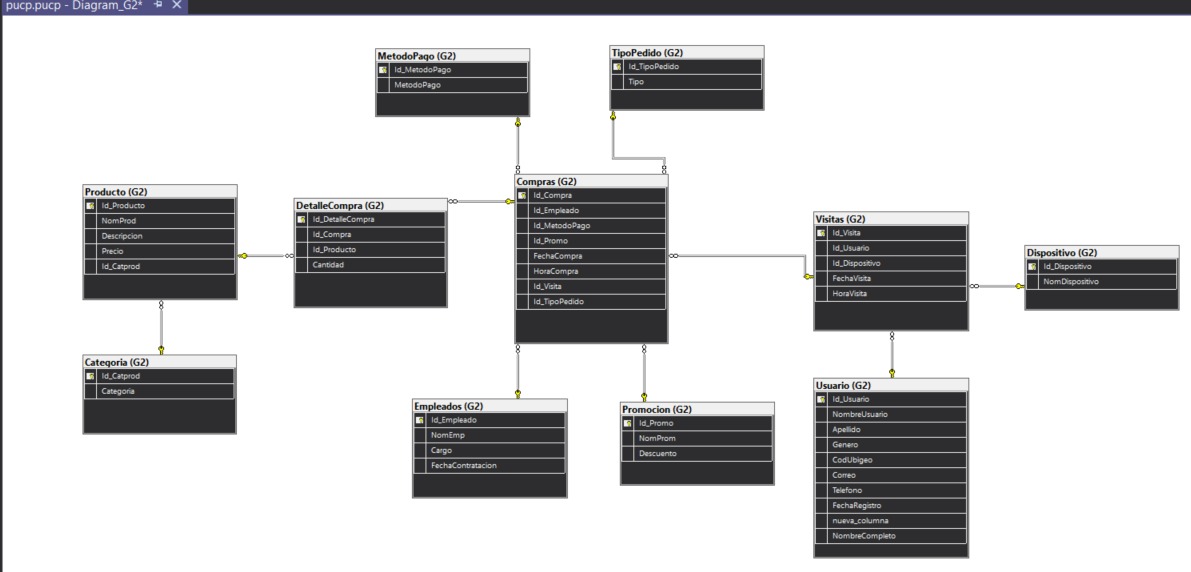 pucp.pucp - Diagram_G2*
MetodoPago (G2)
Id_MetodoPago
MetodoPago
TipoPedido (G2)
Id_TipoPedido
Tipo
Producto (G2)
Id_Producto
NomProd
Descripcion
Precio
Id_Catprod
DetalleCompra (G2)
Id_DetalleCompra
Id_Compra
Id_Producto
Cantidad
Compras (G2)
Id_Compra
Id_Empleado
Id_MetodoPago
Id_Promo
FechaCompra
HoraCompra
Id_Visita
Id_TipoPedido
Visitas (G2)
Id_Visita
Id_Usuario
Id_Dispositivo
FechaVisita
HoraVisita
Dispositivo (G2)
Id_Dispositivo
NomDispositivo
Categoria (G2)
Id_Catprod
Categoria
Empleados (G2)
Id_Empleado
NomEmp
Cargo
FechaContratacion
Promocion (G2)
Id_Promo
NomProm
Descuento
Usuario (G2)
Id_Usuario
NombreUsuario
Apellido
Genero
CodUbigeo
Correo
Telefono
FechaRegistro
nueva_columna
NombreCompleto